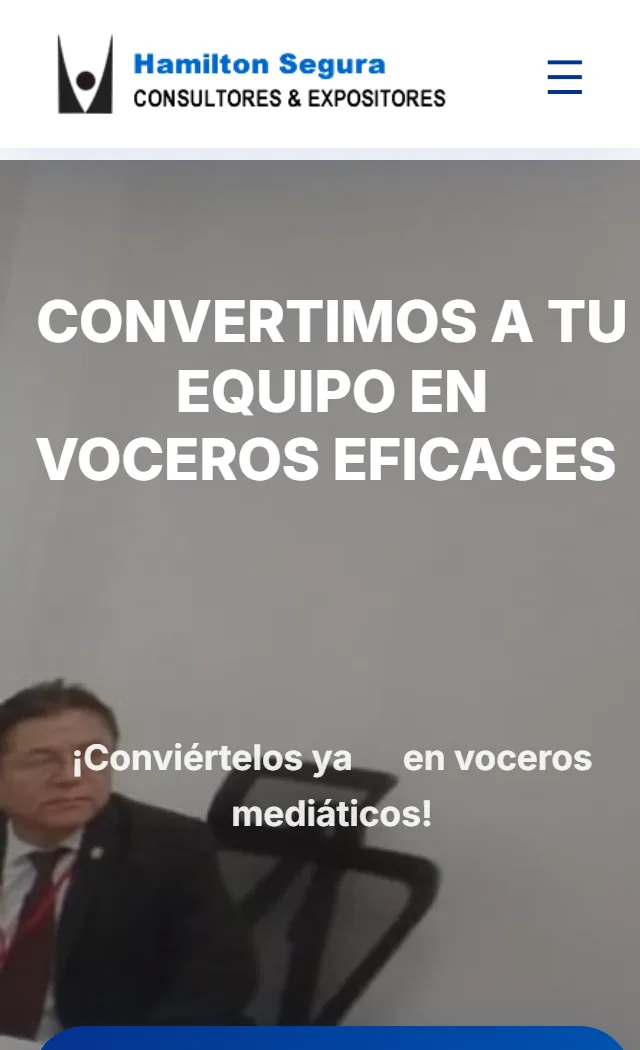 Hamilton Segura
CONSULTORES & EXPOSITORES
CONVERTIMOS A TU
EQUIPO EN
VOCEROS EFICACES
¡Conviértelos ya en voceros
mediáticos!